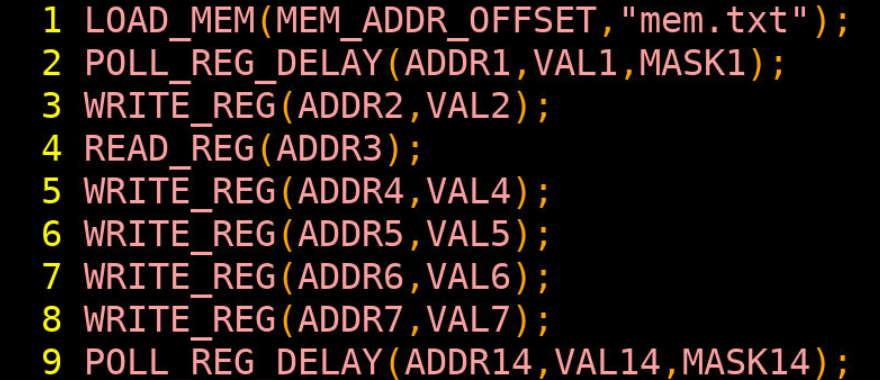 1 LOAD_MEM(MEM_ADDR_OFFSET,"mem.txt");
2 POLL_REG_DELAY(ADDR1,VAL1,MASK1);
3 WRITE_REG(ADDR2,VAL2);
4 READ_REG(ADDR3);
5 WRITE_REG(ADDR4,VAL4);
6 WRITE_REG(ADDR5,VAL5);
7 WRITE_REG(ADDR6,VAL6);
8 WRITE_REG(ADDR7,VAL7);
9 POLL_REG_DELAY(ADDR14,VAL14,MASK14);